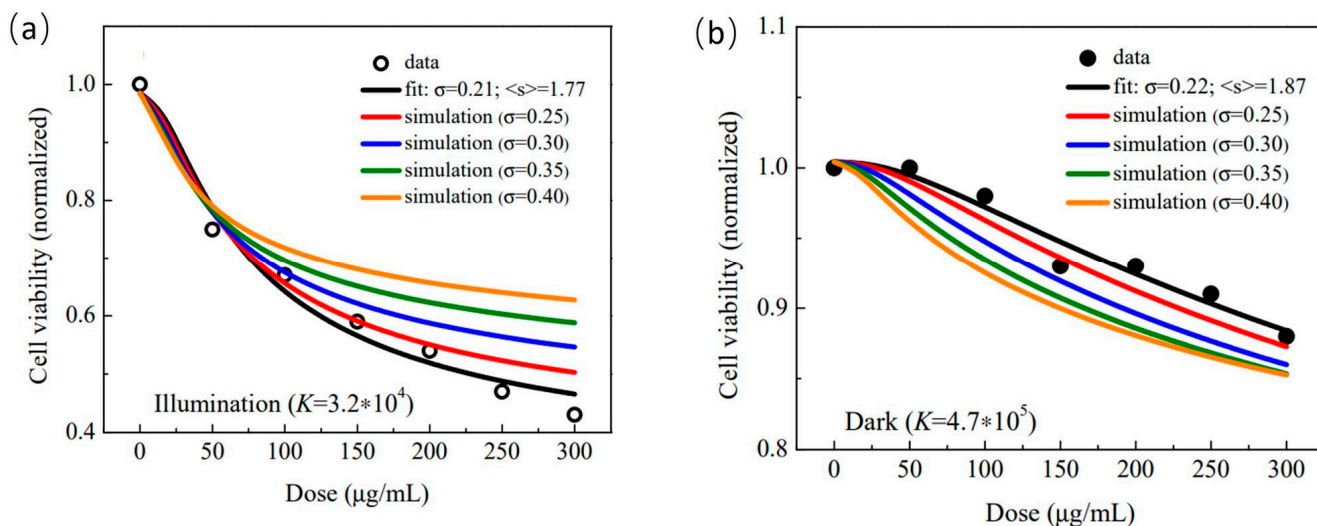 (a)
data
fit: σ=0.21; <s>=1.77
simulation (σ=0.25)
simulation (σ=0.30)
simulation (σ=0.35)
simulation (σ=0.40)
Cell viability (normalized)
1.0
0.8
0.6
0.4
Illumination (K=3.2*10⁴)
0 50 100 150 200 250 300
Dose (μg/mL)
(b)
data
fit: σ=0.22; <s>=1.87
simulation (σ=0.25)
simulation (σ=0.30)
simulation (σ=0.35)
simulation (σ=0.40)
Cell viability (normalized)
1.1
1.0
0.9
0.8
Dark (K=4.7*10⁵)
0 50 100 150 200 250 300
Dose (μg/mL)